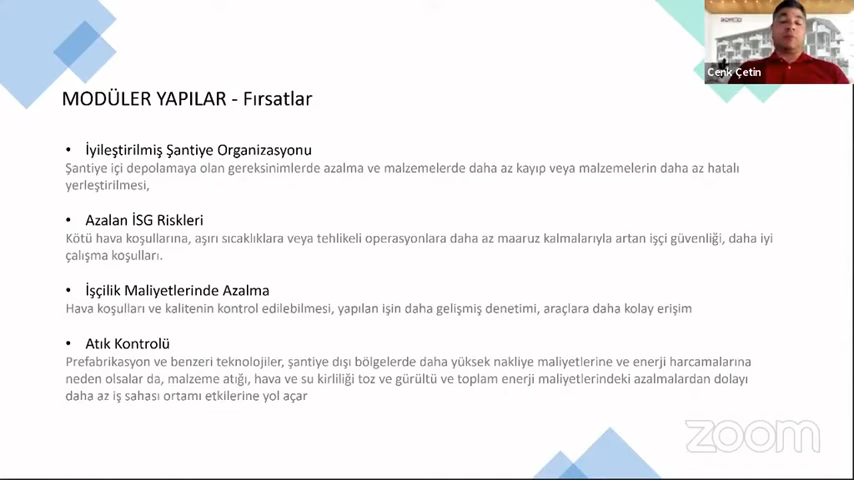 Cenk Çetin
MODÜLER YAPILAR - Fırsatlar
• İyileştirilmiş Şantiye Organizasyonu
Şantiye içi depolamaya olan gereksinimlerde azalma ve malzemelerde daha az kayıp veya malzemelerin daha az hatalı
yerleştirilmesi,
• Azalan İSG Riskleri
Kötü hava koşullarına, aşırı sıcaklıklara veya tehlikeli operasyonlara daha az maaruz kalmalarıyla artan işçi güvenliği, daha iyi
çalışma koşulları.
• İşçilik Maliyetlerinde Azalma
Hava koşulları ve kalitenin kontrol edilebilmesi, yapılan işin daha gelişmiş denetimi, araçlara daha kolay erişim
• Atık Kontrolü
Prefabrikasyon ve benzeri teknolojiler, şantiye dışı bölgelerde daha yüksek nakliye maliyetlerine ve enerji harcamalarına
neden olsalar da, malzeme atığı, hava ve su kirliliği toz ve gürültü ve toplam enerji maliyetlerindeki azalmalardan dolayı
daha az iş sahası ortamı etkilerine yol açar
zoom